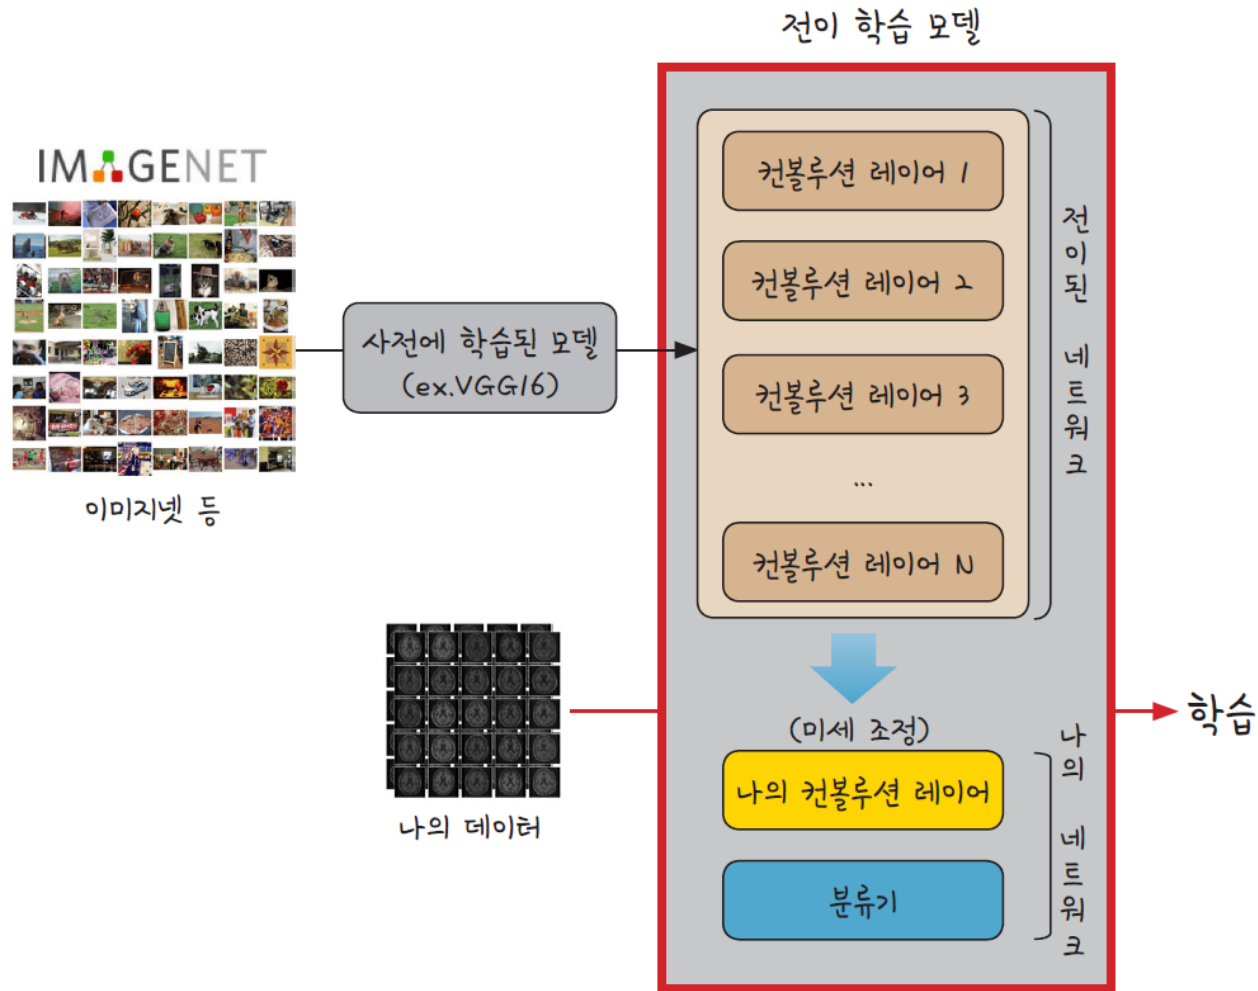 전이 학습 모델
IMAGENET
이미지넷 등
사전에 학습된 모델
(ex.VGG16)
컨볼루션 레이어 1
컨볼루션 레이어 2
컨볼루션 레이어 3
...
컨볼루션 레이어 N
전이된 네트워크
나의 데이터
(미세 조정)
나의 컨볼루션 레이어
분류기
나의 네트워크
학습